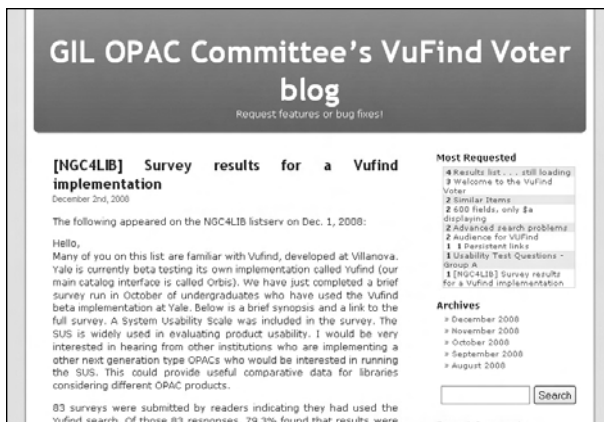 GIL OPAC Committee's VuFind Voter
blog
Request features or bug fixes!
[NGC4LIB] Survey results for a Vufind
implementation
December 2nd, 2008
The following appeared on the NGC4LIB listserv on Dec. 1, 2008:
Hello,
Many of you on this list are familiar with Vufind, developed at Villanova.
Yale is currently beta testing its own implementation called Yufind (our
main catalog interface is called Orbis). We have just completed a brief
survey run in October of undergraduates who have used the Vufind
beta implementation at Yale. Below is a brief synopsis and a link to the
full survey. A System Usability Scale was included in the survey. The
SUS is widely used in evaluating product usability. I would be very
interested in hearing from other institutions who are implementing a
other next generation type OPACs who would be interested in running
the SUS. This could provide useful comparative data for libraries
considering different OPAC products.
83 surveys were submitted by readers indicating they had used the
Yufind search. Of those 83 responses, 79.3% found that results were
Most Requested
4 Results list . . . still loading
3 Welcome to the VuFind
Voter
2 Similar Items
2 600 fields, only $a
displaying
2 Advanced search problems
2 Audience for VUFind
1 1 Persistent links
1 Usability Test Questions -
Group A
1 [NGC4LIB] Survey results
for a Vufind implementation
Archives
» December 2008
» November 2008
» October 2008
» September 2008
» August 2008
Search